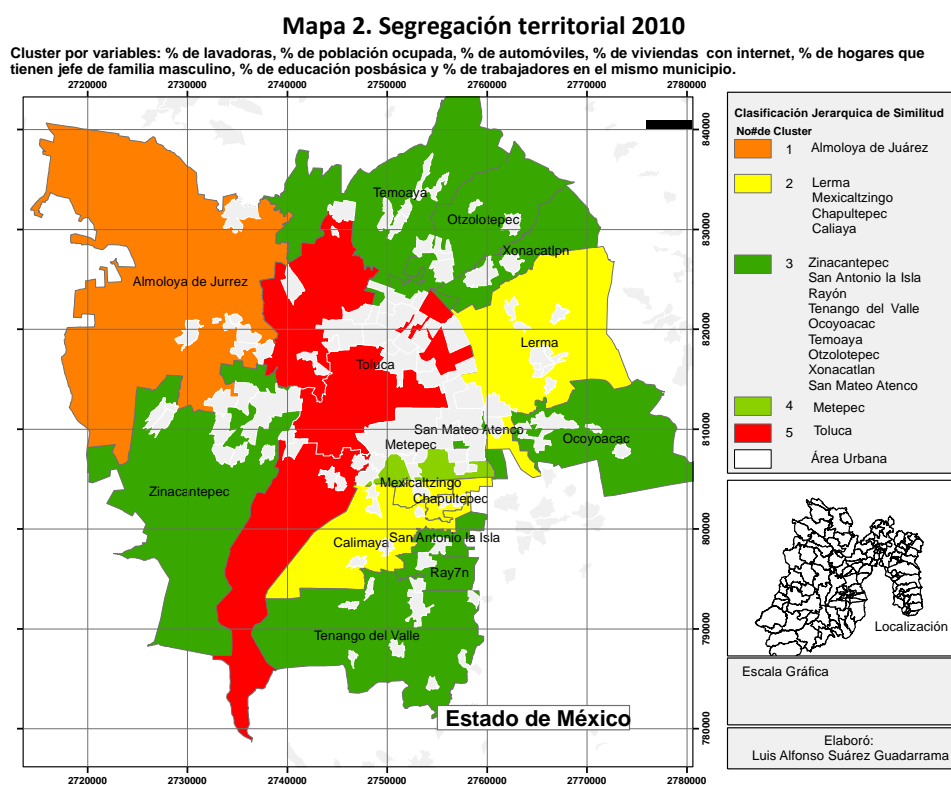 Mapa 2. Segregación territorial 2010
Cluster por variables: % de lavadoras, % de población ocupada, % de automóviles, % de viviendas con internet, % de hogares que
tienen jefe de familia masculino, % de educación posbásica y % de trabajadores en el mismo municipio.
2720000 2730000 2740000 2750000 2760000 2770000 2780000
840000
830000
820000
810000
800000
790000
780000
Temoaya
Otzolotepec
Xonacatlpn
Almoloya de Jurrez
Lerma
Toluca
San Mateo Atenco
Ocoyoacac
Metepec
Mexicaltzingo
Zinacantepec
Chapultepec
San Antonio la Isla
Calimaya
Ray7n
Tenango del Valle
Estado de México
2720000 2730000 2740000 2750000 2760000 2770000 2780000
Clasificación Jerarquica de Similitud
No#de Cluster
1 Almoloya de Juárez
2 Lerma
Mexicaltzingo
Chapultepec
Caliaya
3 Zinacantepec
San Antonio la Isla
Rayón
Tenango del Valle
Ocoyoacac
Temoaya
Otzolotepec
Xonacatlan
San Mateo Atenco
4 Metepec
5 Toluca
Área Urbana
Localización
Escala Gráfica
Elaboró:
Luis Alfonso Suárez Guadarrama